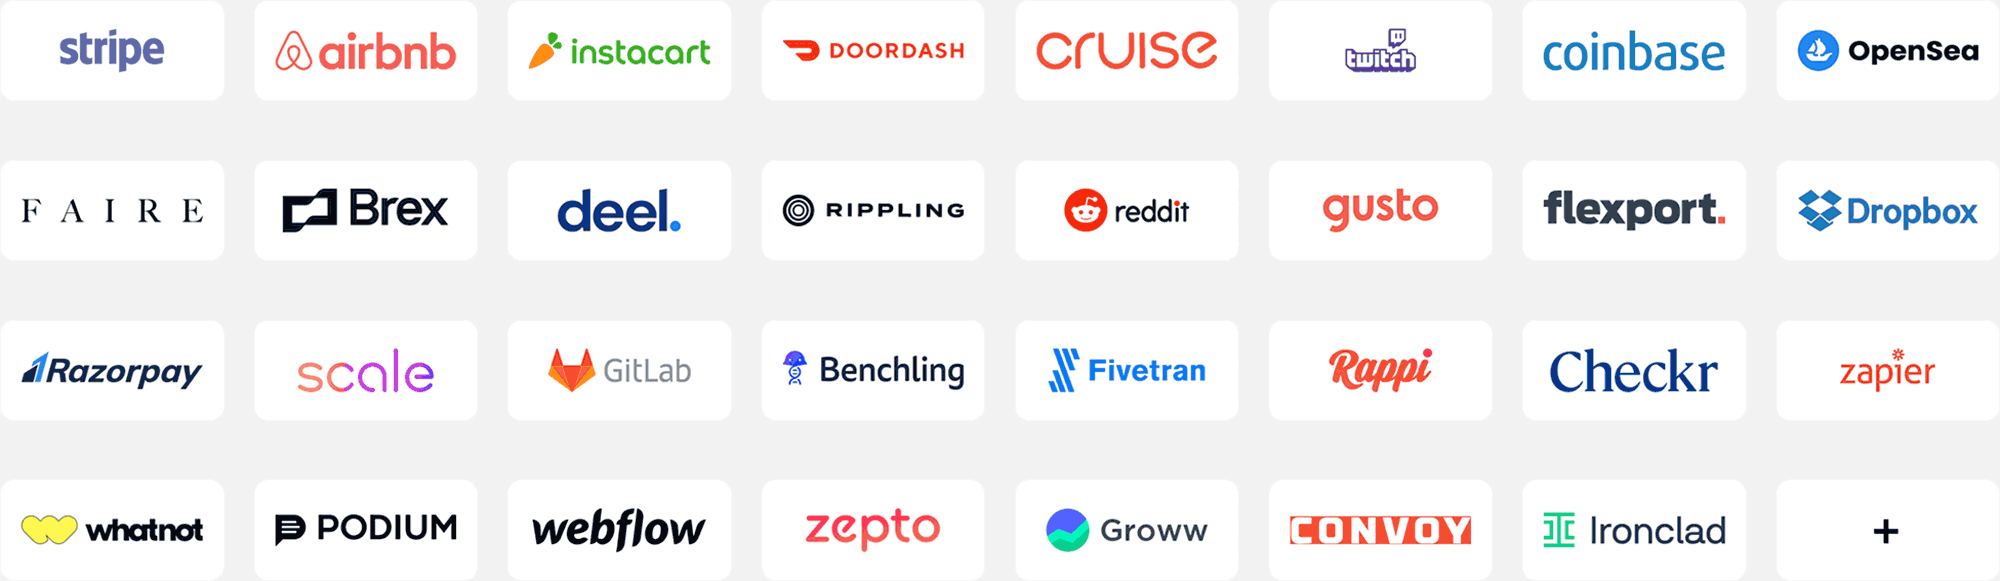 stripe
airbnb
instacart
DOORDASH
cruise
twitch
coinbase
OpenSea
FAIRE
Brex
deel.
RIPPLING
reddit
gusto
flexport.
Dropbox
Razorpay
scale
GitLab
Benchling
Fivetran
Rappi
Checkr
zapier
whatnot
PODIUM
webflow
zepto
Groww
CONVOY
Ironclad
+